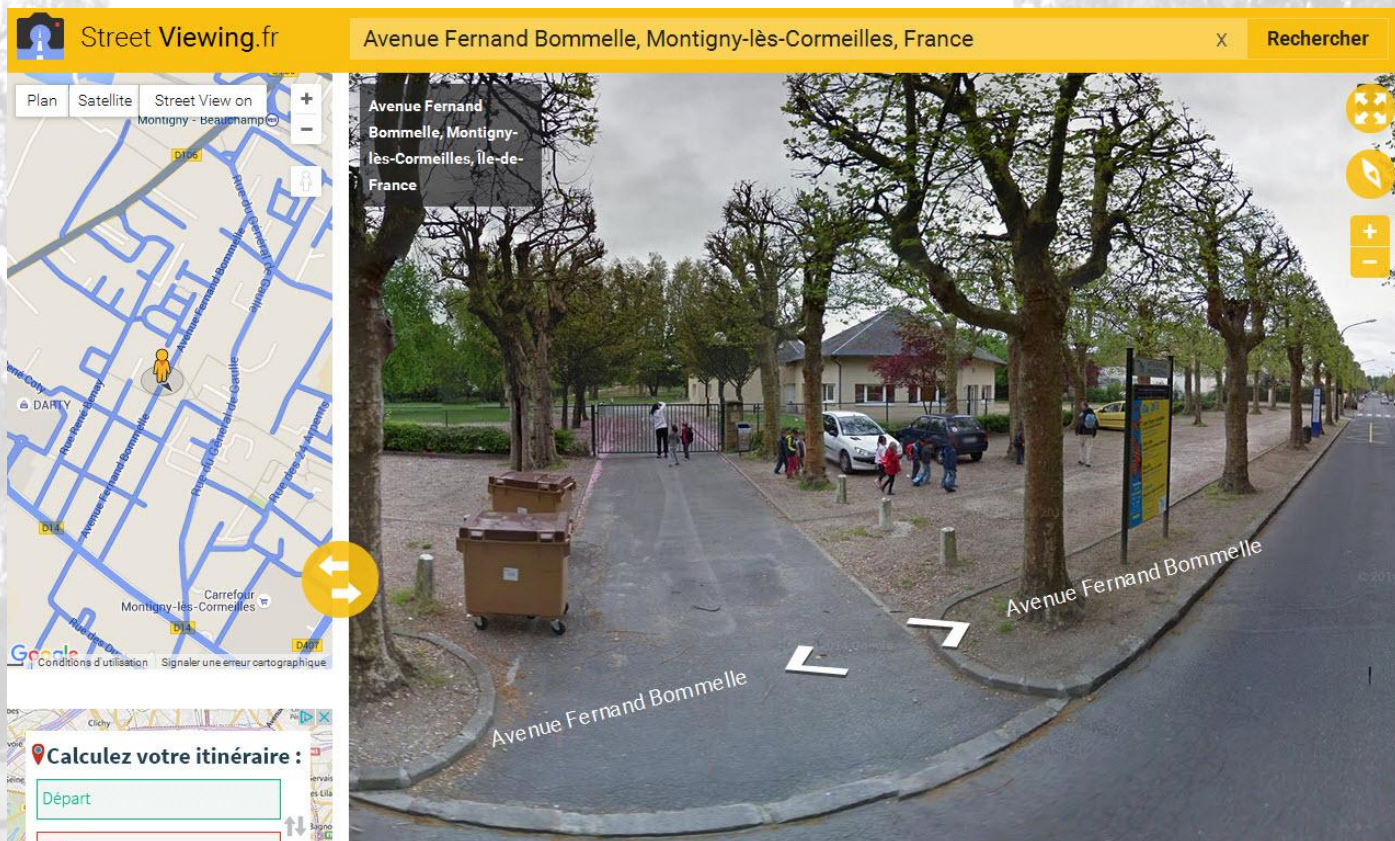 Street Viewing.fr
Avenue Fernand Bommelle, Montigny-lès-Cormeilles, France
X
Rechercher
Plan
Satellite
Street View on
+
−
Montigny - Beauchamp
D106
Rue du Général de Gaulle
Avenue Fernand Bommelle
DARTY
Rue René Benay
Avenue Fernand Bommelle
Rue du Général de Gaulle
Rue des 24 Arpents
D14
Carrefour
Montigny-lès-Cormeilles
D14
D407
Google
Conditions d'utilisation
Signaler une erreur cartographique
Avenue Fernand
Bommelle, Montigny-
lès-Cormeilles, Île-de-
France
+
−
Avenue Fernand Bommelle
Avenue Fernand Bommelle
Clichy
Calculez votre itinéraire :
Départ